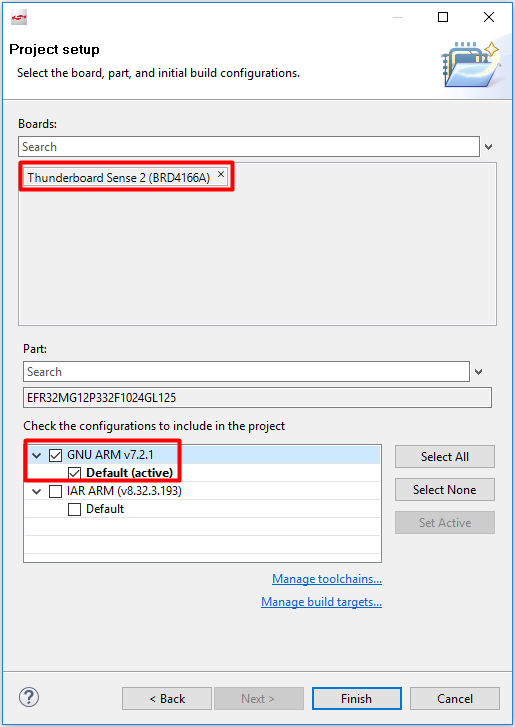 Project setup
Select the board, part, and initial build configurations.
Boards:
Search
Thunderboard Sense 2 (BRD4166A) ×
Part:
Search
EFR32MG12P332F1024GL125
Check the configurations to include in the project
GNU ARM v7.2.1
Default (active)
IAR ARM (v8.32.3.193)
Default
Select All
Select None
Set Active
Manage toolchains...
Manage build targets...
? < Back Next > Finish Cancel